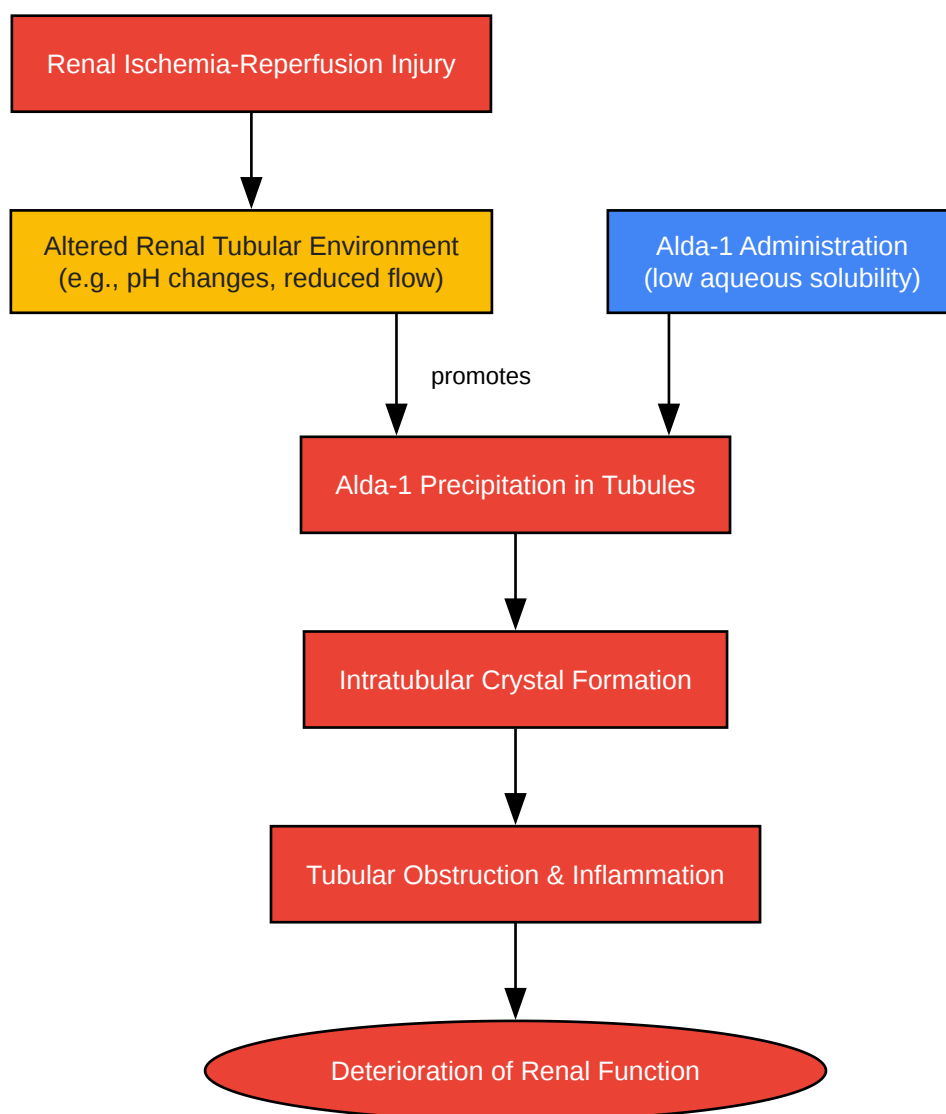 Renal Ischemia-Reperfusion Injury
Altered Renal Tubular Environment
(e.g., pH changes, reduced flow)
Alda-1 Administration
(low aqueous solubility)
promotes
Alda-1 Precipitation in Tubules
Intratubular Crystal Formation
Tubular Obstruction & Inflammation
Deterioration of Renal Function